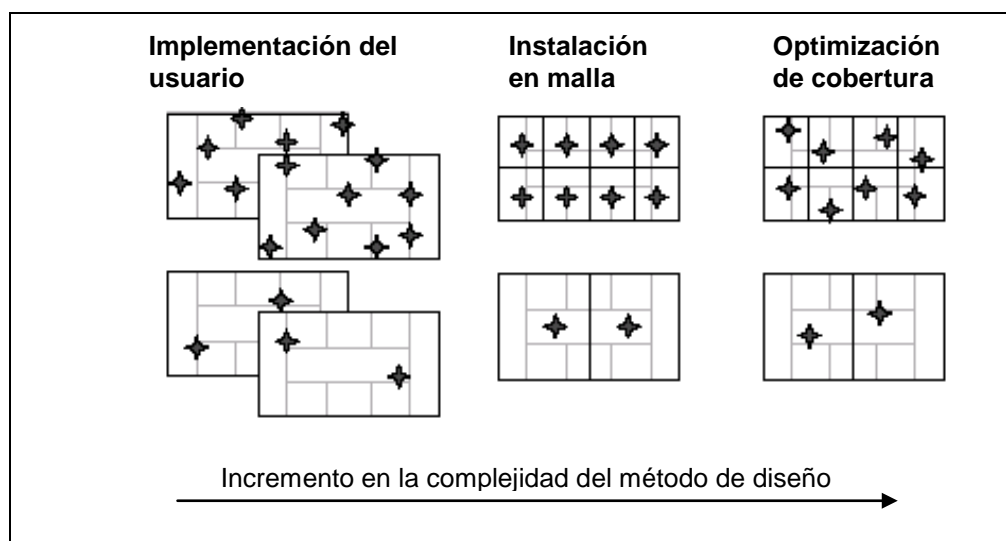 Implementación del
usuario
Instalación
en malla
Optimización
de cobertura
Incremento en la complejidad del método de diseño